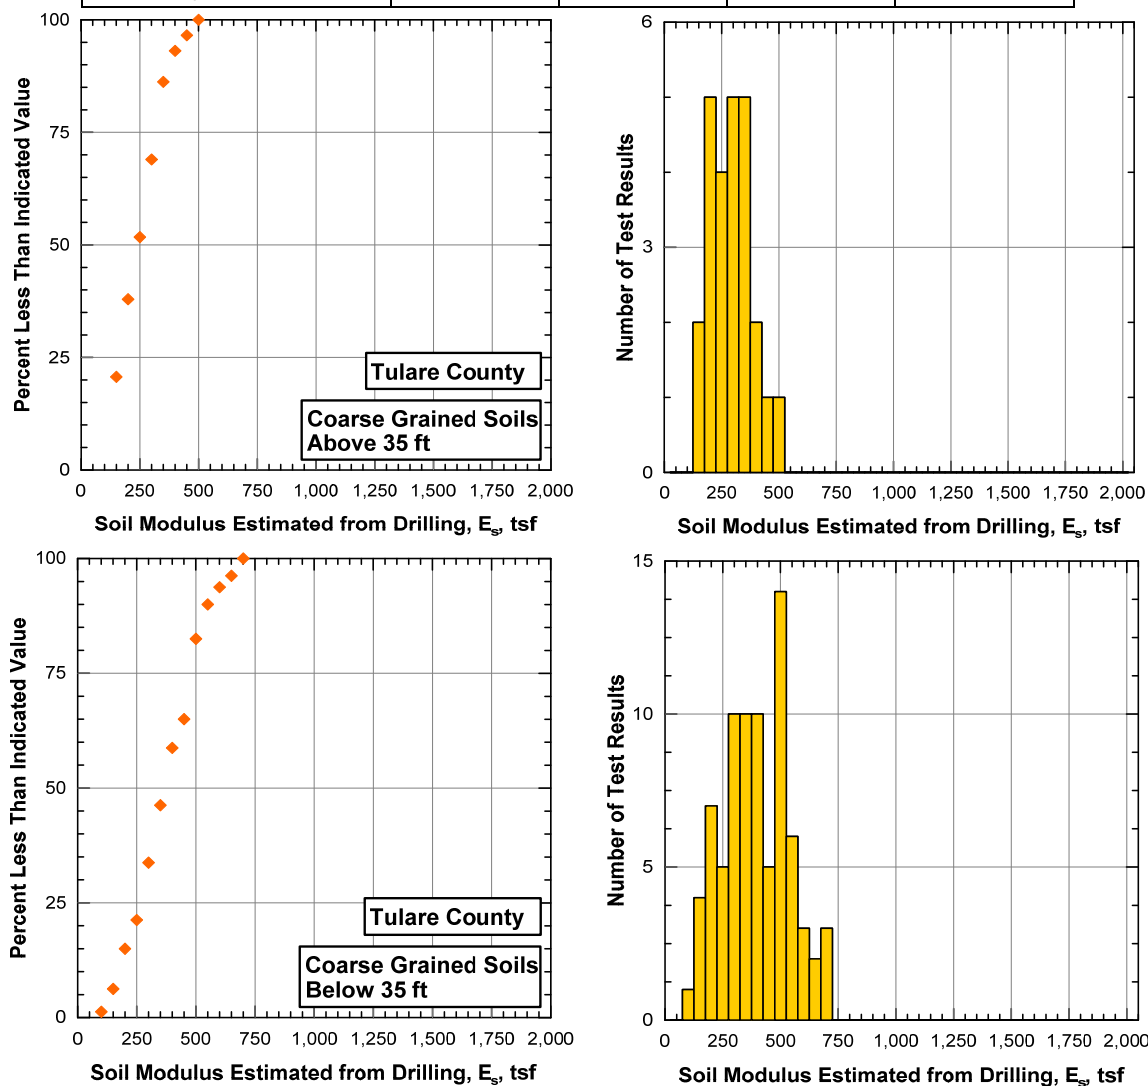 100
75
50
25
0
Percent Less Than Indicated Value
Tulare County
Coarse Grained Soils
Above 35 ft
0 250 500 750 1,000 1,250 1,500 1,750 2,000
Soil Modulus Estimated from Drilling, Es, tsf
6
3
0
Number of Test Results
0 250 500 750 1,000 1,250 1,500 1,750 2,000
Soil Modulus Estimated from Drilling, Es, tsf
100
75
50
25
0
Percent Less Than Indicated Value
Tulare County
Coarse Grained Soils
Below 35 ft
0 250 500 750 1,000 1,250 1,500 1,750 2,000
Soil Modulus Estimated from Drilling, Es, tsf
15
10
5
0
Number of Test Results
0 250 500 750 1,000 1,250 1,500 1,750 2,000
Soil Modulus Estimated from Drilling, Es, tsf